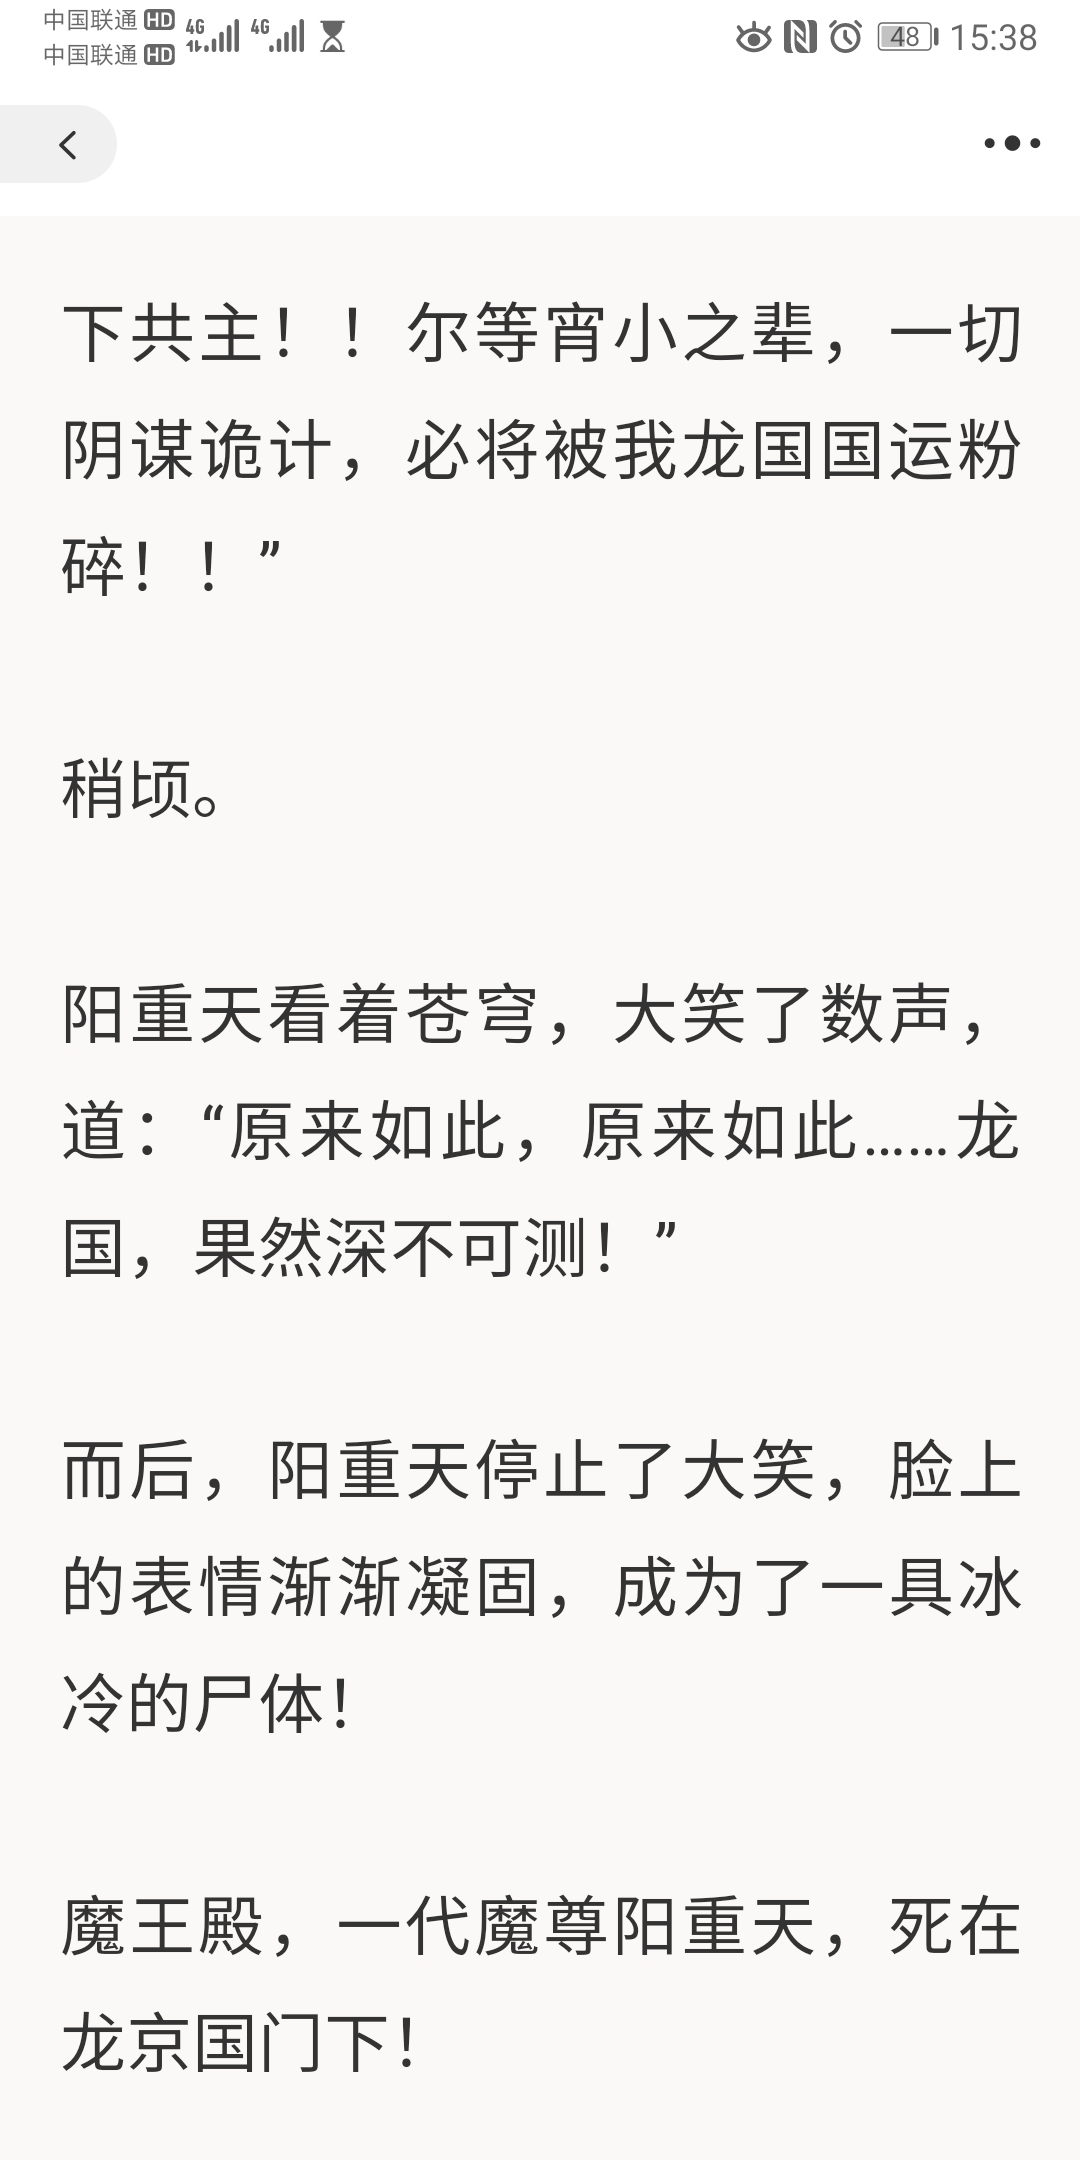 中国联通 HD 4G 4G 48 15:38
中国联通 HD
下共主！！尔等宵小之辈，一切
阴谋诡计，必将被我龙国国运粉
碎！！”
稍顷。
阳重天看着苍穹，大笑了数声，
道：“原来如此，原来如此……龙
国，果然深不可测！”
而后，阳重天停止了大笑，脸上
的表情渐渐凝固，成为了一具冰
冷的尸体！
魔王殿，一代魔尊阳重天，死在
龙京国门下！